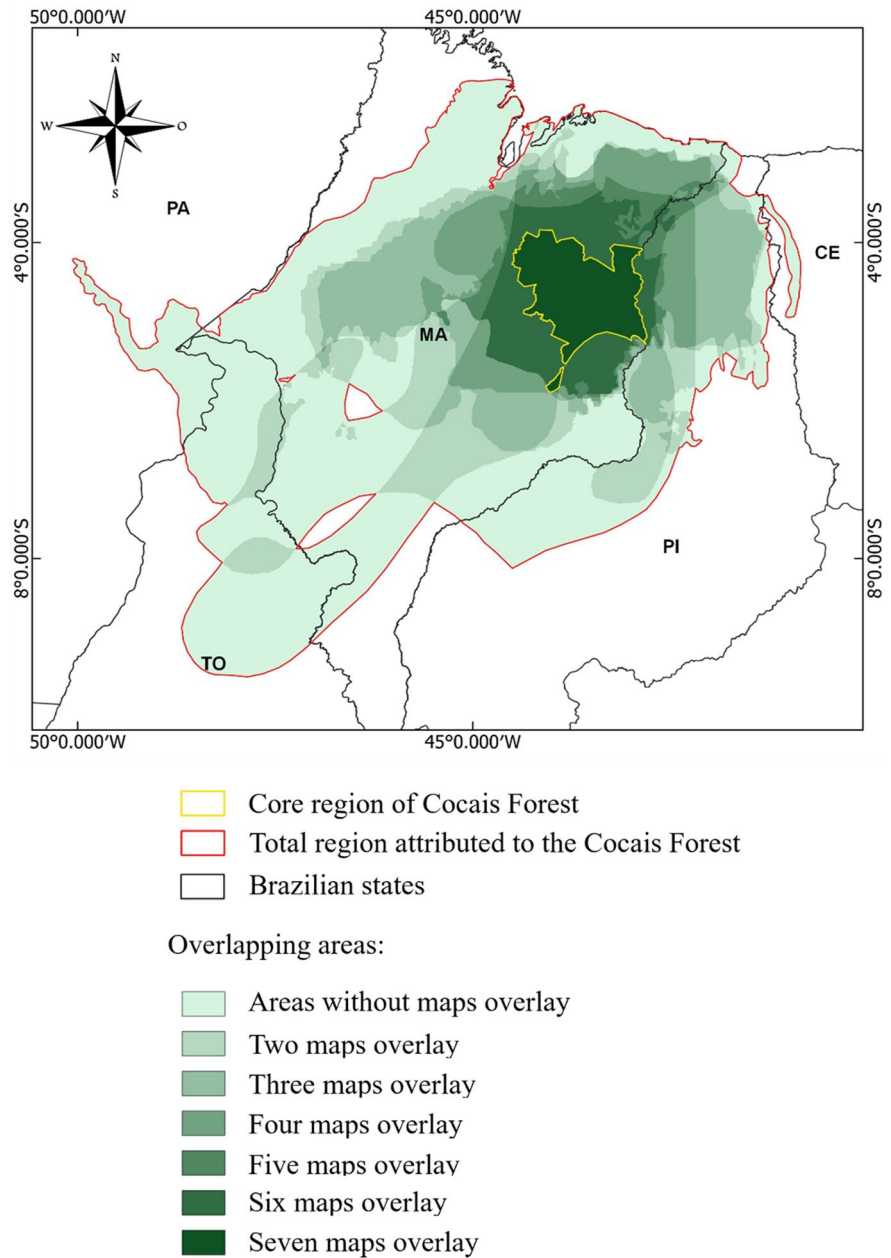 50°0.000'W 45°0.000'W
N
W O
S
PA
4°0.000'S 4°0.000'S
CE
MA
8°0.000'S 8°0.000'S
PI
TO
50°0.000'W 45°0.000'W
Core region of Cocais Forest
Total region attributed to the Cocais Forest
Brazilian states
Overlapping areas:
Areas without maps overlay
Two maps overlay
Three maps overlay
Four maps overlay
Five maps overlay
Six maps overlay
Seven maps overlay